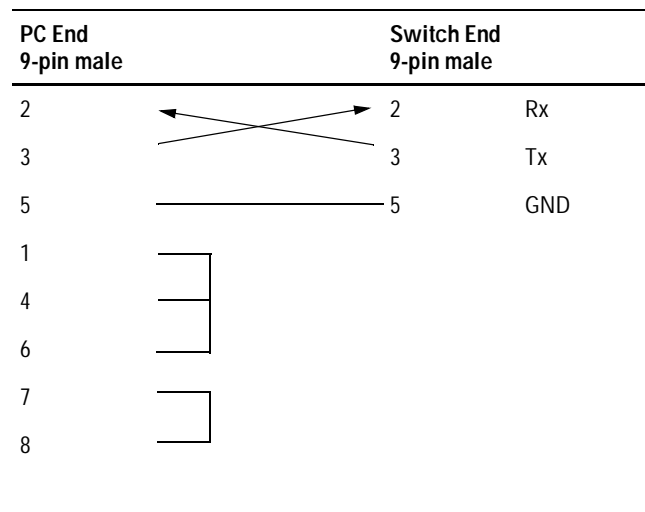 PC End Switch End
9-pin male 9-pin male
2 2 Rx
3 3 Tx
5 5 GND
1
4
6
7
8